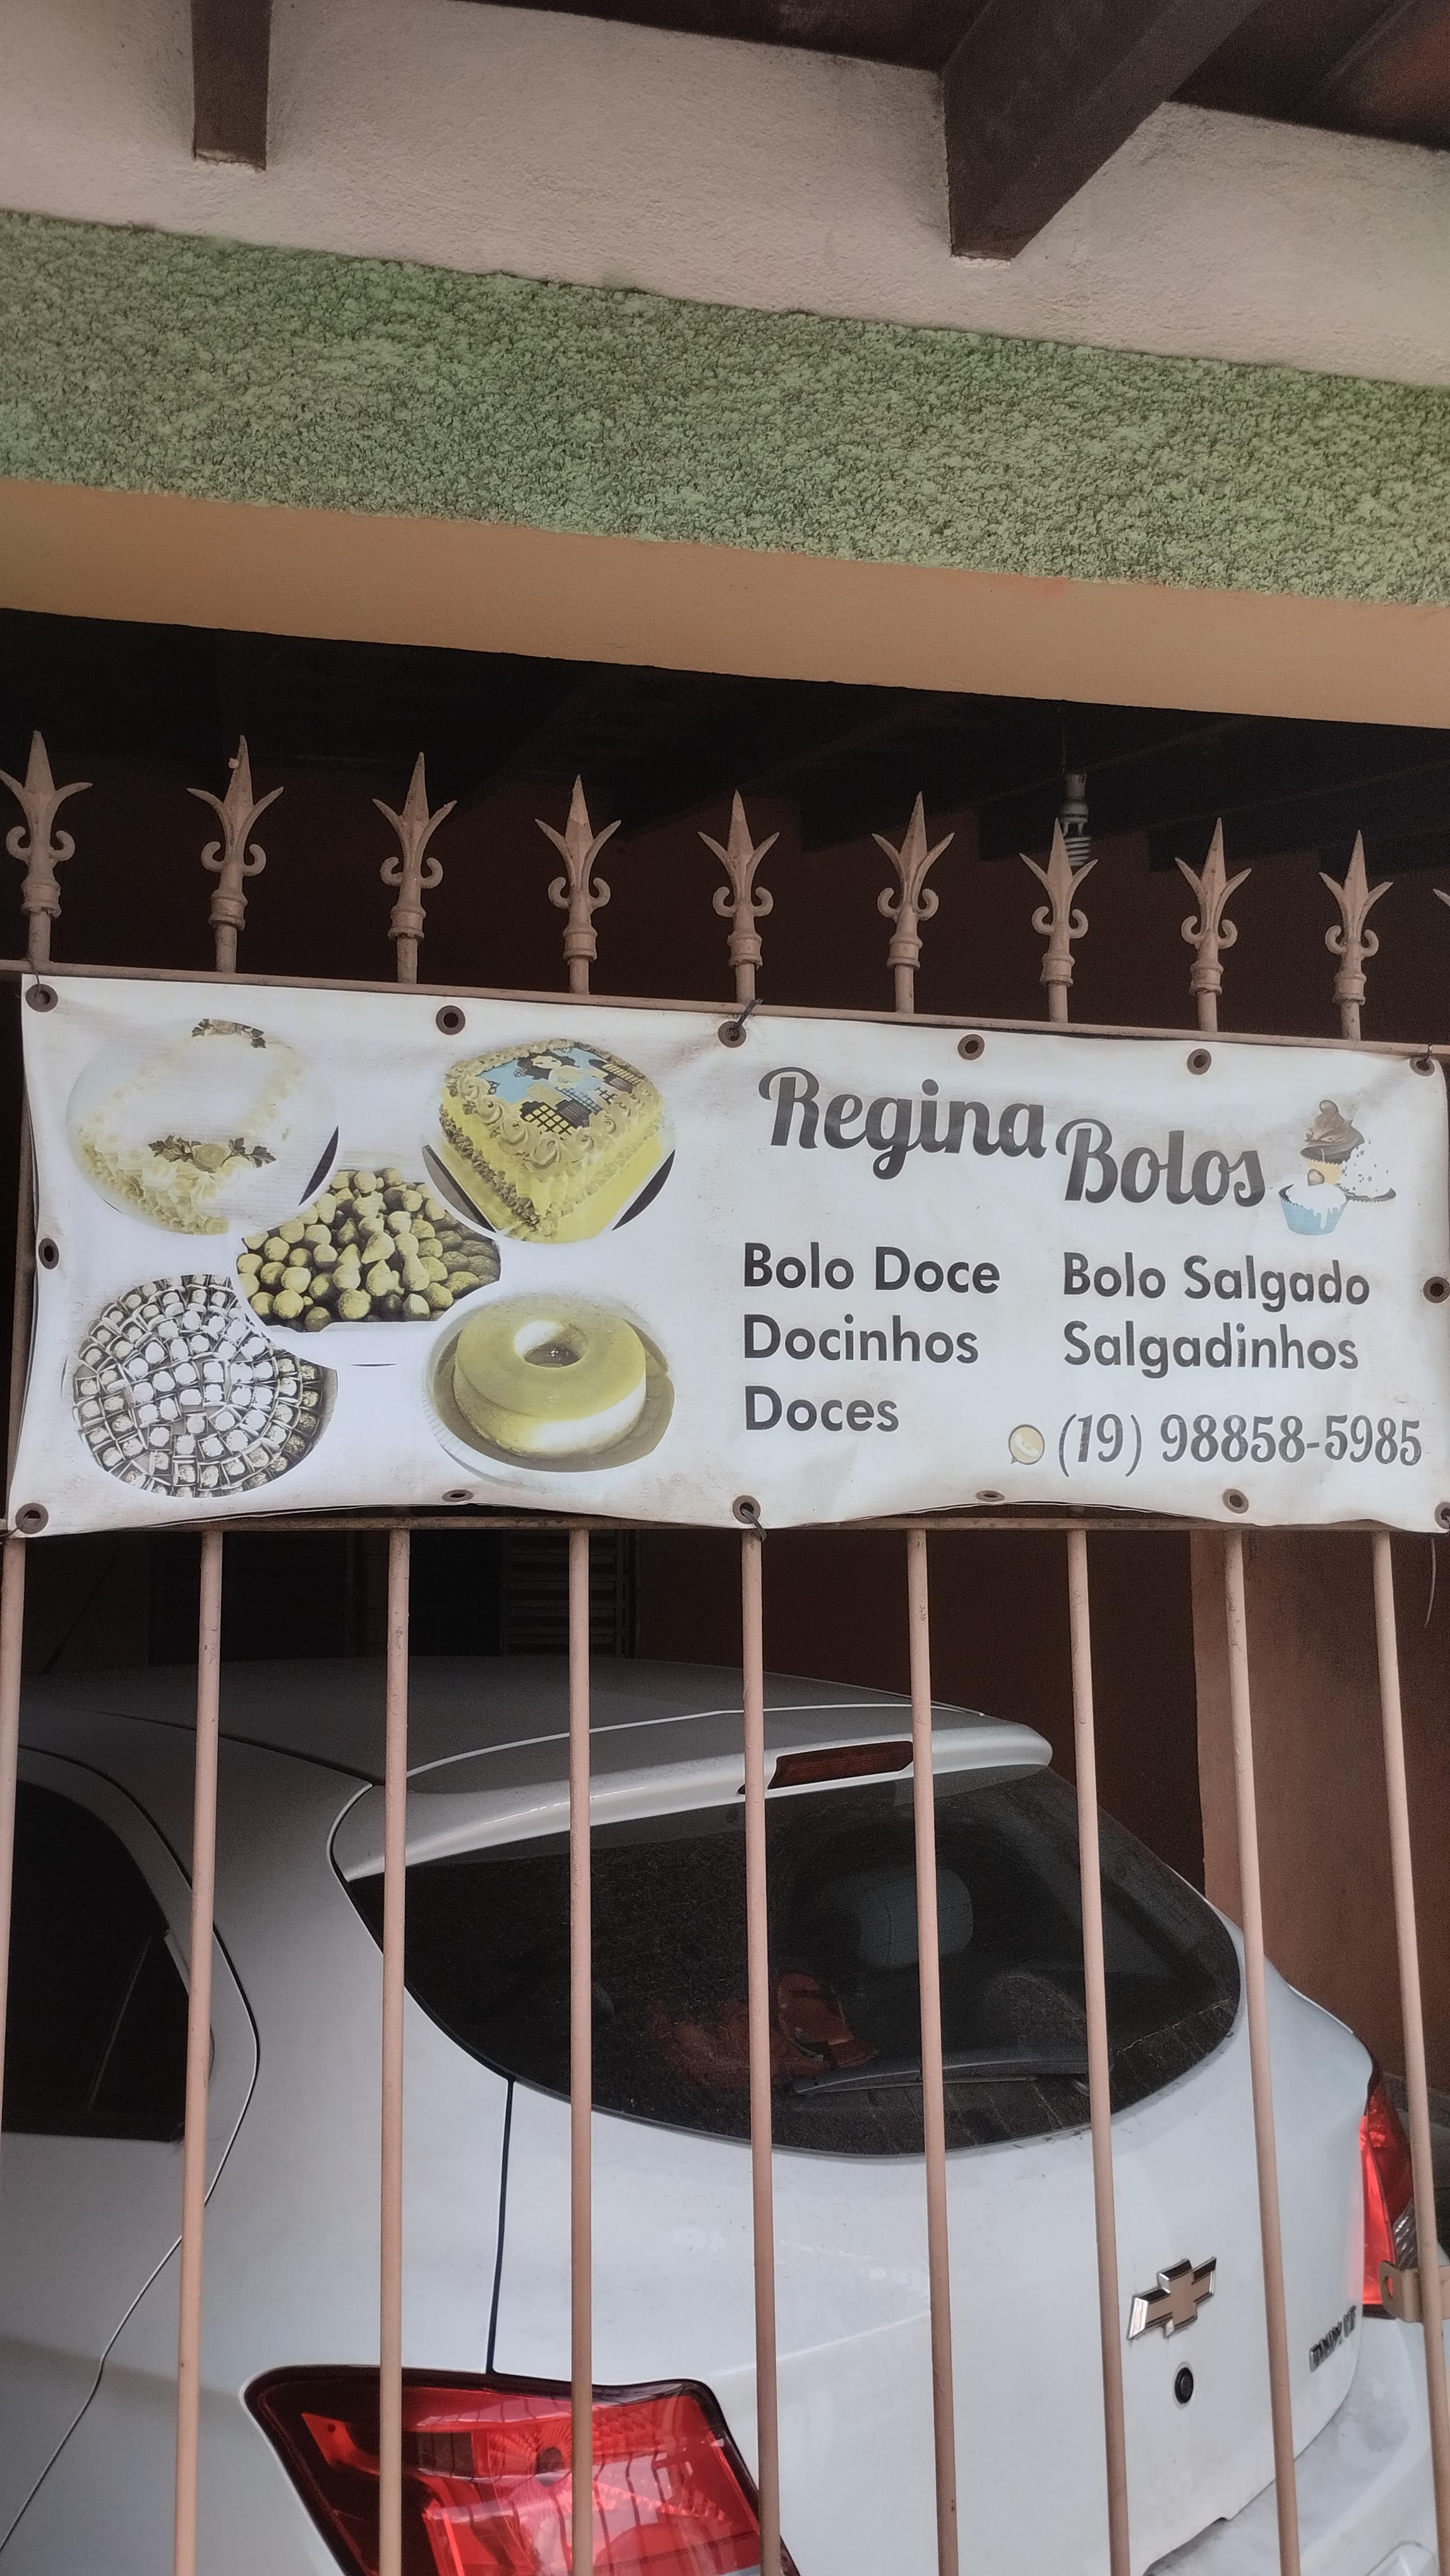 Regina
Bolos
Bolo Doce
Docinhos
Doces
Bolo Salgado
Salgadinhos
(19) 98858-5985